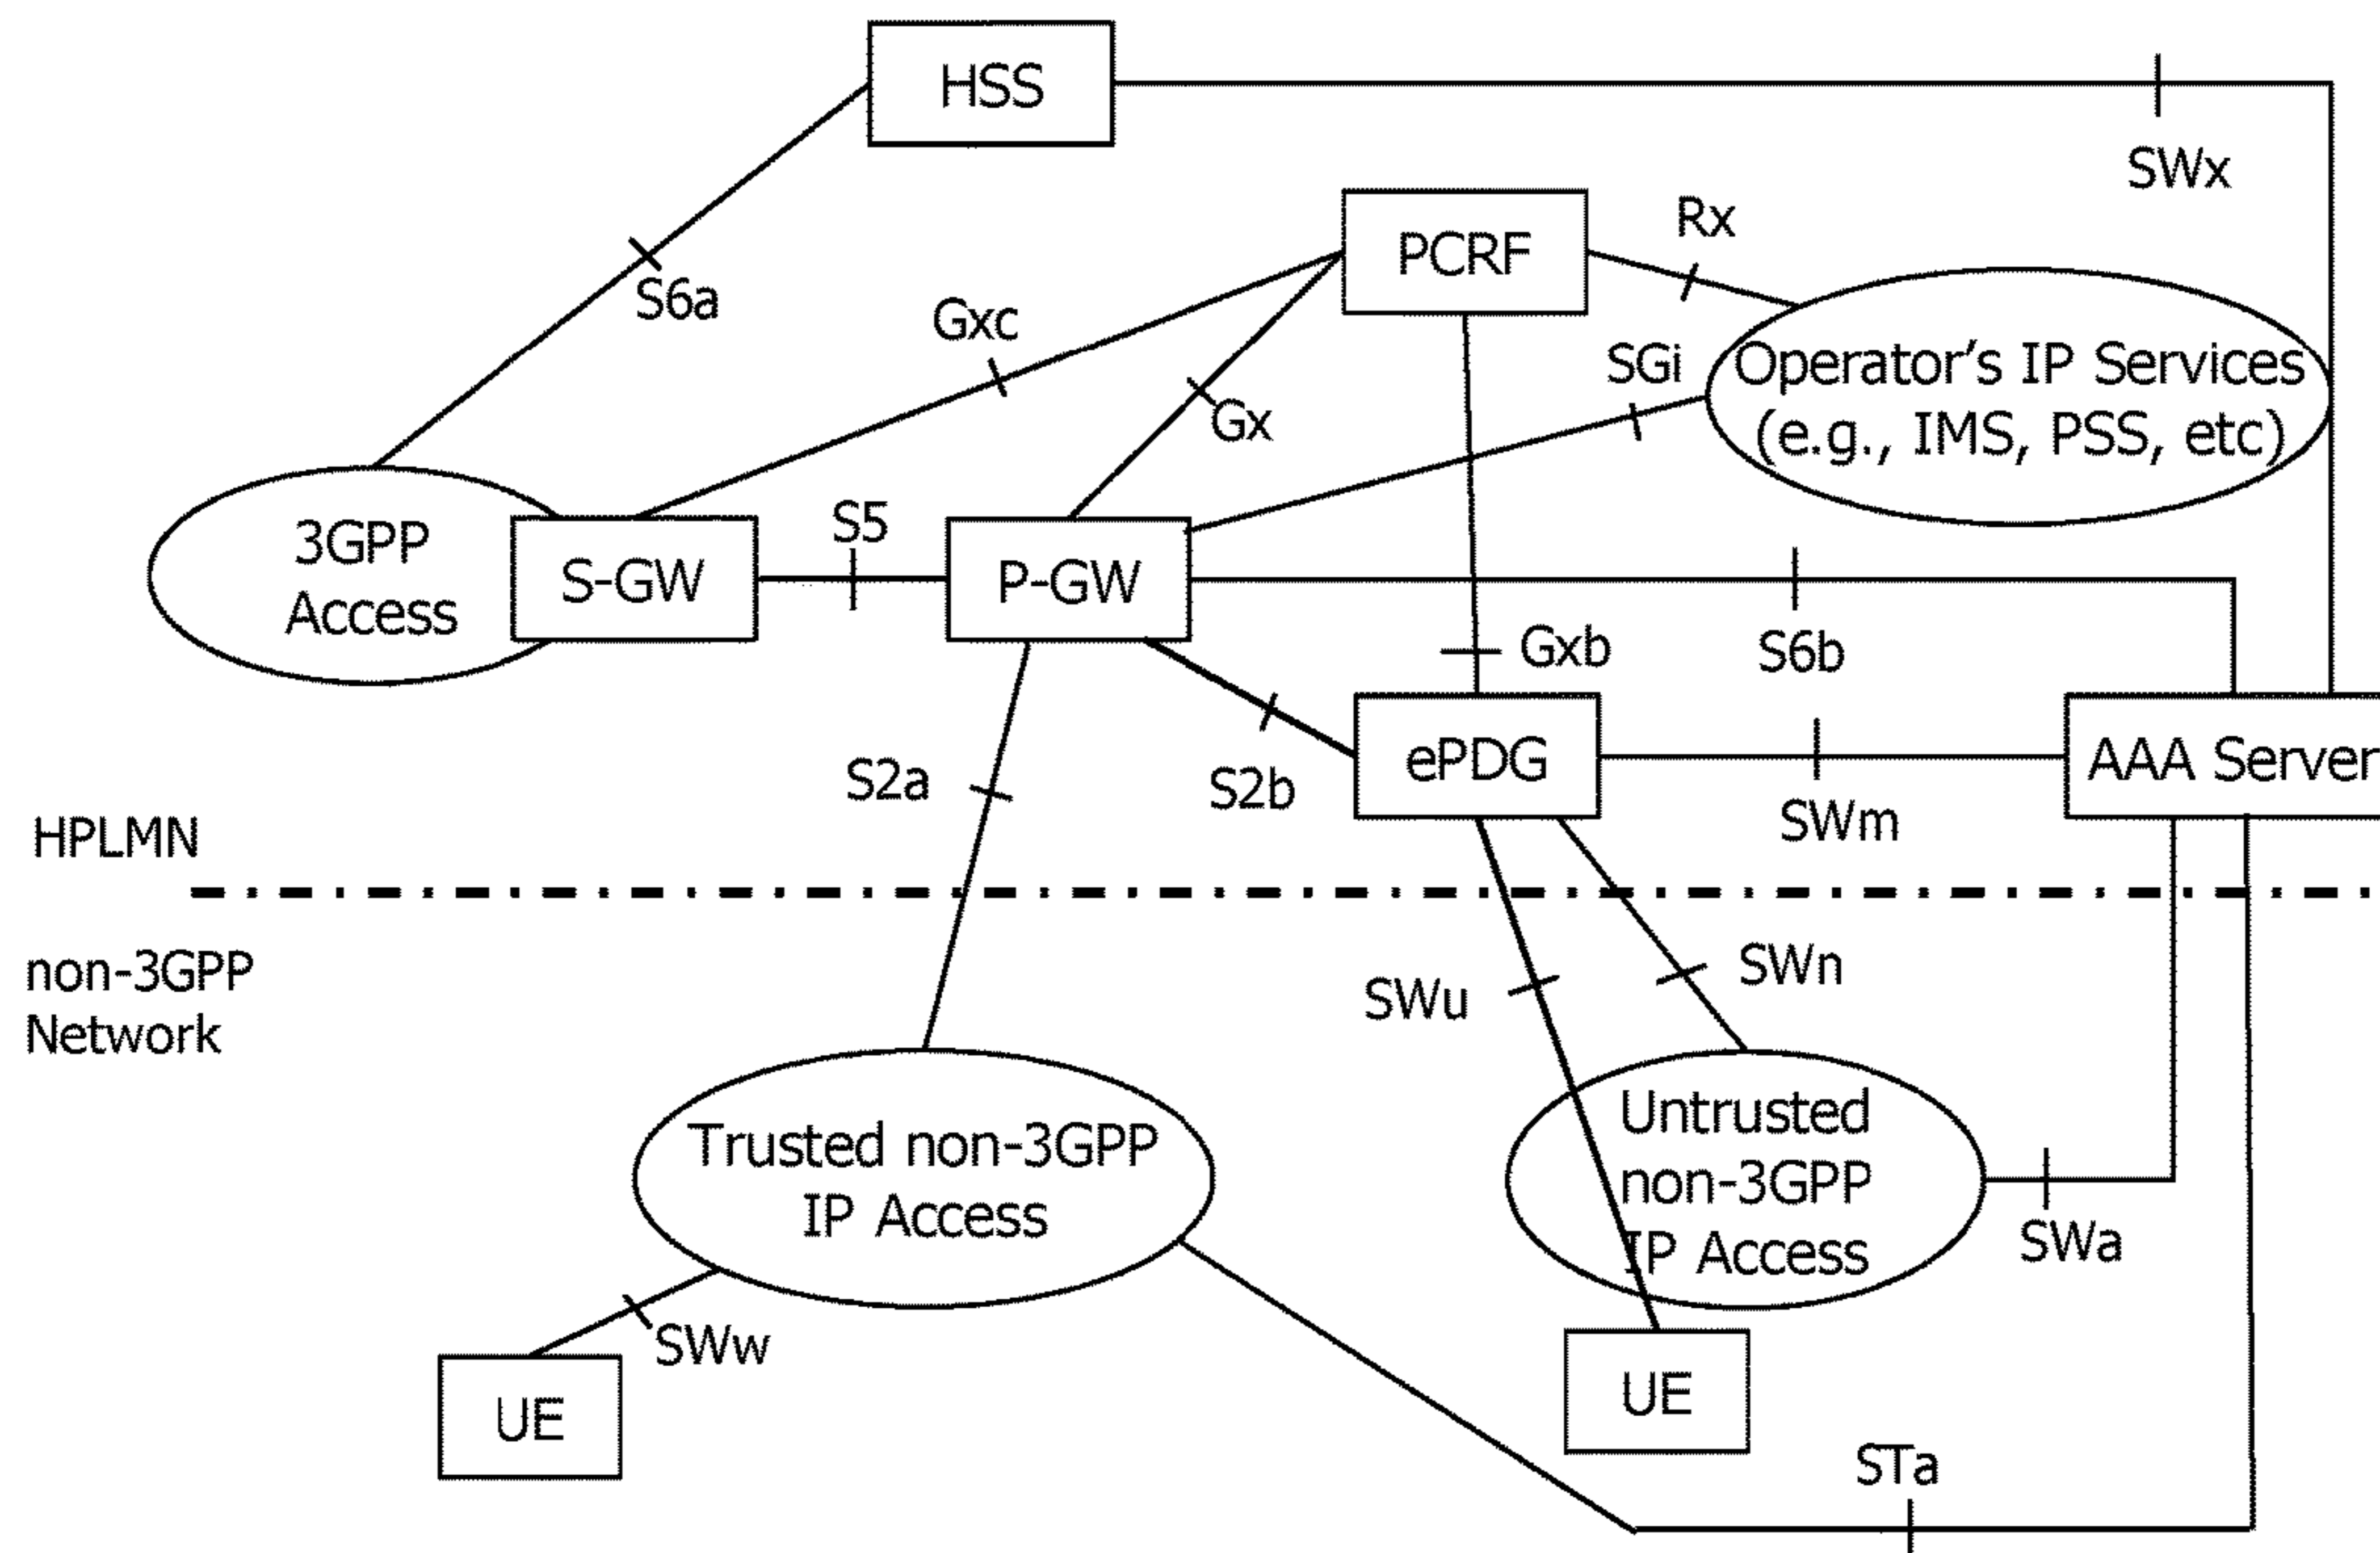 HSS
SWx
PCRF
Rx
S6a
Gxc
Gx
SGi
Operator's IP Services
(e.g., IMS, PSS, etc)
3GPP
Access
S-GW
S5
P-GW
Gxb
S6b
S2a
S2b
ePDG
SWm
AAA Server
HPLMN
non-3GPP
Network
SWu
SWn
Trusted non-3GPP
IP Access
Untrusted
non-3GPP
IP Access
SWa
SWw
UE
UE
STa